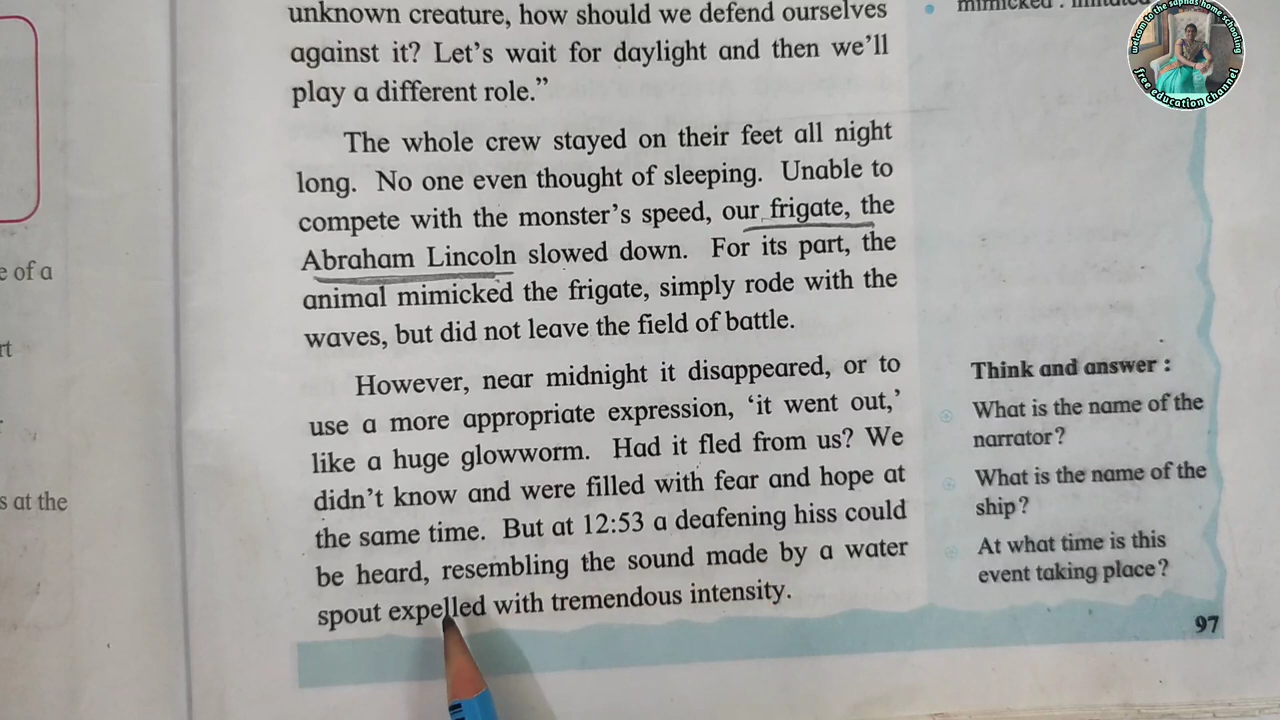 unknown creature, how should we defend ourselves
against it? Let's wait for daylight and then we'll
play a different role."
The whole crew stayed on their feet all night
long. No one even thought of sleeping. Unable to
compete with the monster's speed, our frigate, the
Abraham Lincoln slowed down. For its part, the
animal mimicked the frigate, simply rode with the
waves, but did not leave the field of battle.
However, near midnight it disappeared, or to
use a more appropriate expression, 'it went out,'
like a huge glowworm. Had it fled from us? We
didn't know and were filled with fear and hope at
the same time. But at 12:53 a deafening hiss could
be heard, resembling the sound made by a water
spout expelled with tremendous intensity.
mimicked :
welcom to the sapnas home schooling
free education channel
Think and answer :
What is the name of the
narrator?
What is the name of the
ship?
At what time is this
event taking place?
97
e of a
rt
s at the